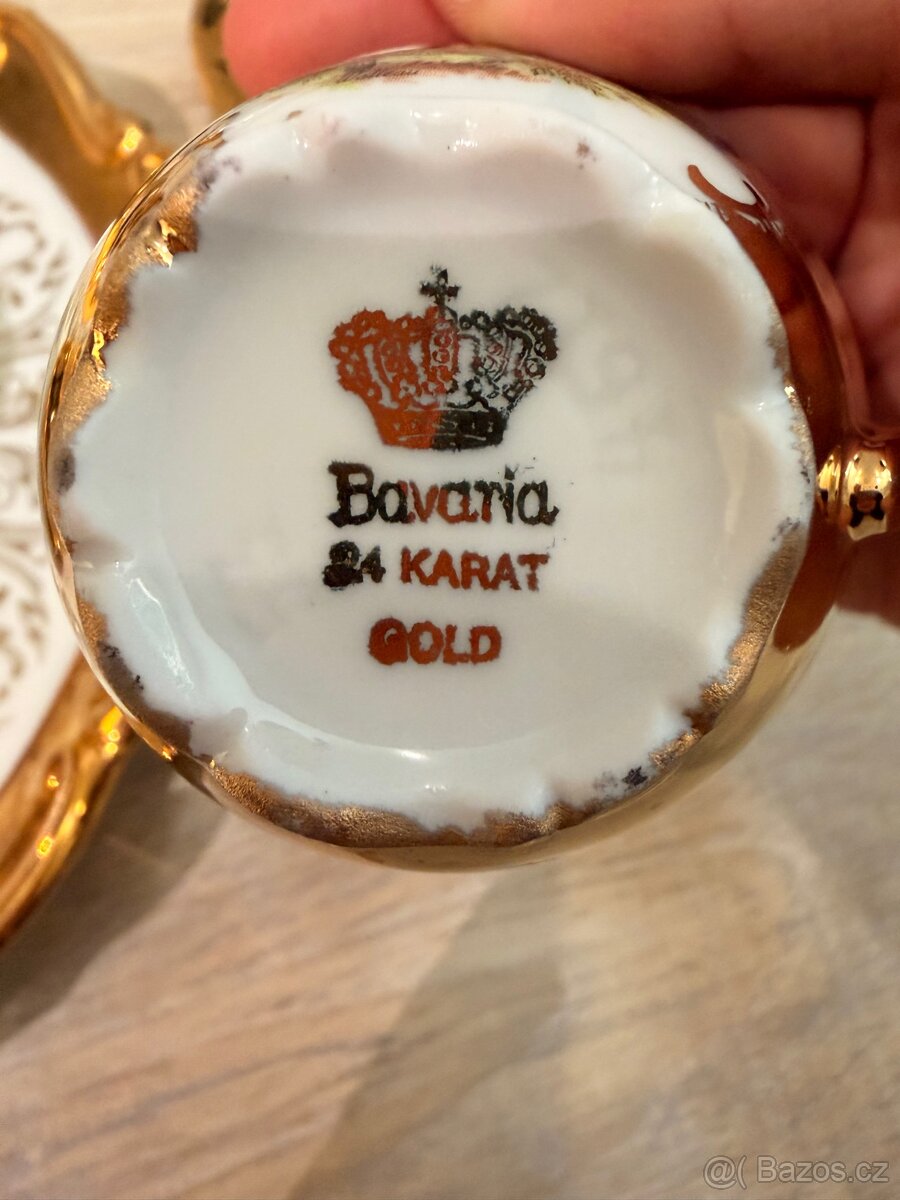 Bavaria
24 KARAT
GOLD
@( Bazos.cz